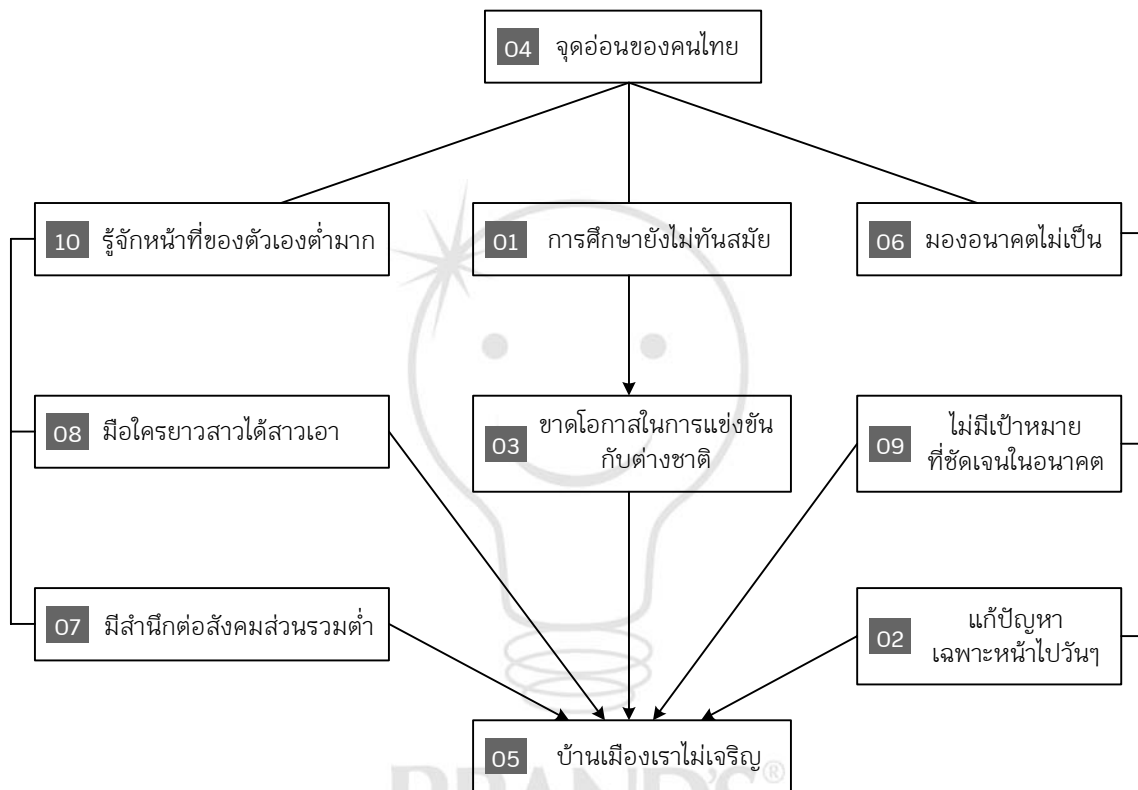 04 จุดอ่อนของคนไทย
10 รู้จักหน้าที่ของตัวเองต่ำมาก
01 การศึกษายังไม่ทันสมัย
06 มองอนาคตไม่เป็น
08 มือใครยาวสาวได้สาวเอา
03 ขาดโอกาสในการแข่งขัน
กับต่างชาติ
09 ไม่มีเป้าหมาย
ที่ชัดเจนในอนาคต
07 มีสำนึกต่อสังคมส่วนรวมต่ำ
02 แก้ปัญหา
เฉพาะหน้าไปวันๆ
05 บ้านเมืองเราไม่เจริญ
BRAND'S®